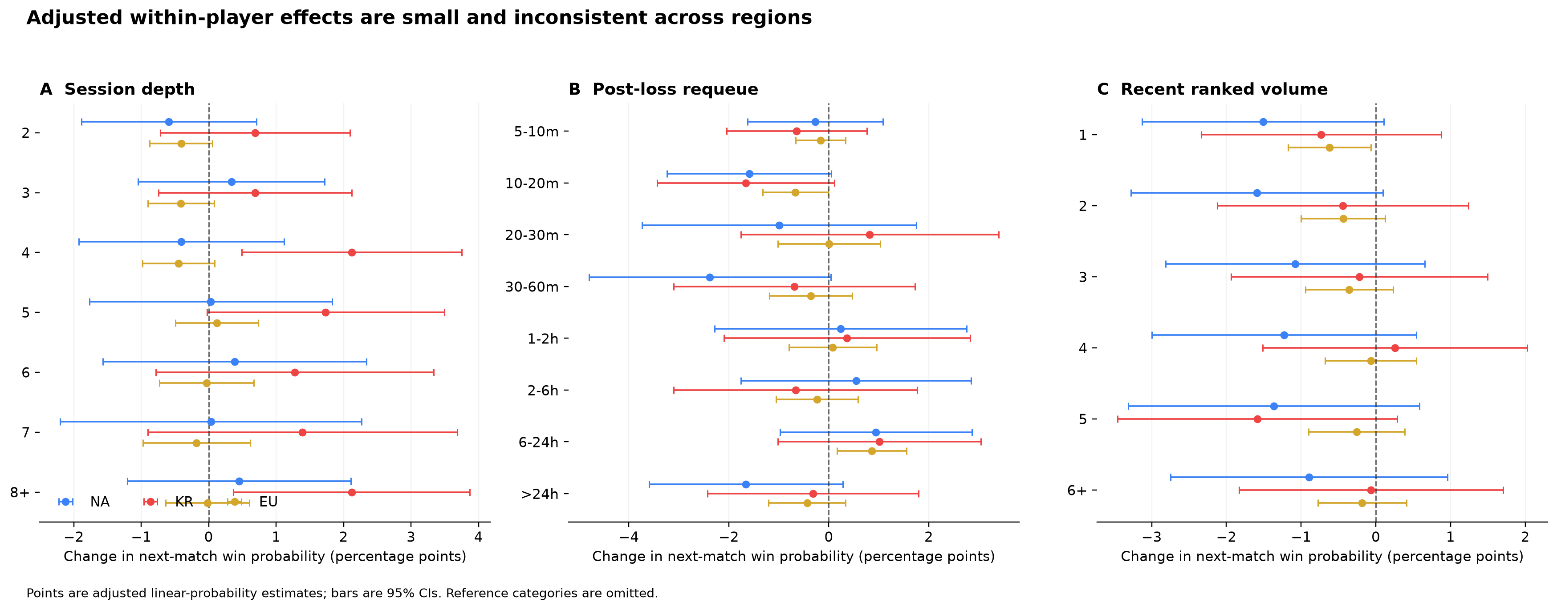 Adjusted within-player effects are small and inconsistent across regions
A Session depth
2
3
4
5
6
7
8+
NA KR EU
−2 −1 0 1 2 3 4
Change in next-match win probability (percentage points)
B Post-loss requeue
5-10m
10-20m
20-30m
30-60m
1-2h
2-6h
6-24h
>24h
−4 −2 0 2
Change in next-match win probability (percentage points)
C Recent ranked volume
1
2
3
4
5
6+
−3 −2 −1 0 1 2
Change in next-match win probability (percentage points)
Points are adjusted linear-probability estimates; bars are 95% CIs. Reference categories are omitted.